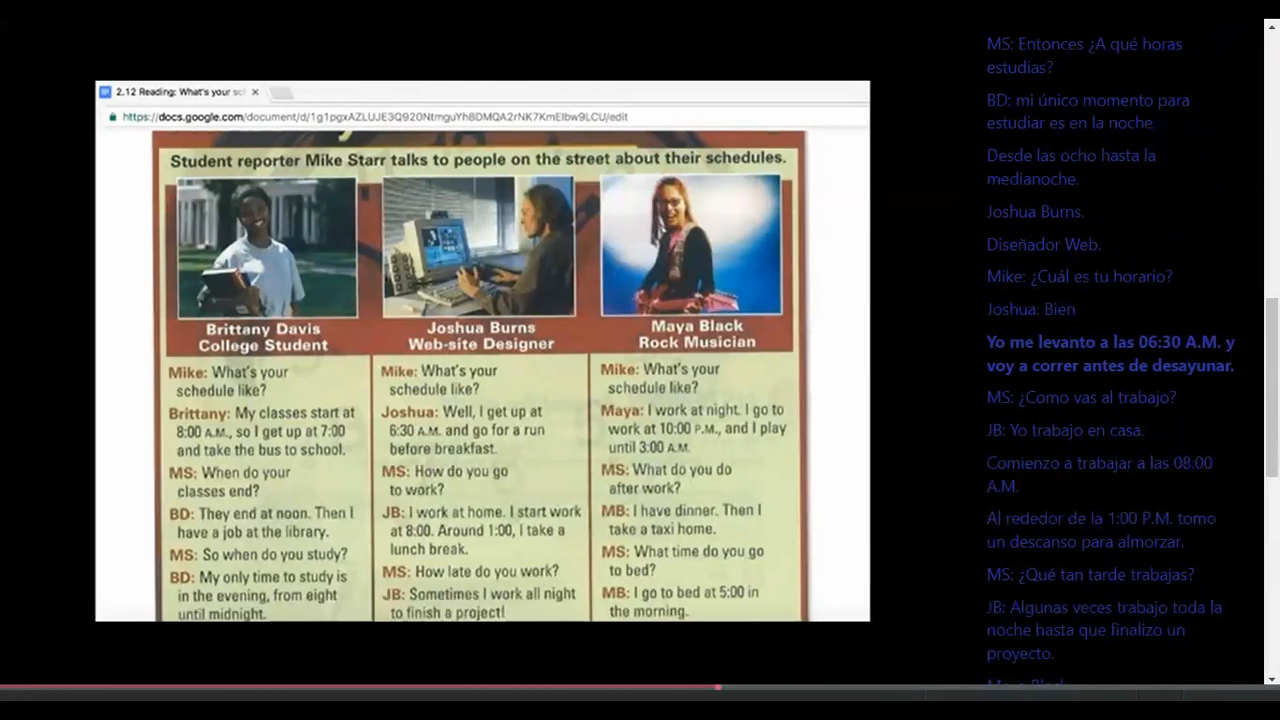 2.12 Reading: What's your sc
https://docs.google.com/document/d/1g1pgxAZLUJE3Q920NtmguYh8DMQA2rNK7KmElbw9LCU/edit
Student reporter Mike Starr talks to people on the street about their schedules.
Brittany Davis
College Student
Mike: What's your
schedule like?
Brittany: My classes start at
8:00 A.M., so I get up at 7:00
and take the bus to school.
MS: When do your
classes end?
BD: They end at noon. Then I
have a job at the library.
MS: So when do you study?
BD: My only time to study is
in the evening, from eight
until midnight.
Joshua Burns
Web-site Designer
Mike: What's your
schedule like?
Joshua: Well, I get up at
6:30 A.M. and go for a run
before breakfast.
MS: How do you go
to work?
JB: I work at home. I start work
at 8:00. Around 1:00, I take a
lunch break.
MS: How late do you work?
JB: Sometimes I work all night
to finish a project!
Maya Black
Rock Musician
Mike: What's your
schedule like?
Maya: I work at night. I go to
work at 10:00 P.M., and I play
until 3:00 A.M.
MS: What do you do
after work?
MB: I have dinner. Then I
take a taxi home.
MS: What time do you go
to bed?
MB: I go to bed at 5:00 in
the morning.
MS: Entonces ¿A qué horas
estudias?
BD: mi único momento para
estudiar es en la noche
Desde las ocho hasta la
medianoche.
Joshua Burns.
Diseñador Web.
Mike: ¿Cuál es tu horario?
Joshua: Bien
Yo me levanto a las 06:30 A.M. y
voy a correr antes de desayunar.
MS: ¿Como vas al trabajo?
JB: Yo trabajo en casa.
Comienzo a trabajar a las 08:00
A.M.
Al rededor de la 1:00 P.M. tomo
un descanso para almorzar.
MS: ¿Qué tan tarde trabajas?
JB: Algunas veces trabajo toda la
noche hasta que finalizo un
proyecto.